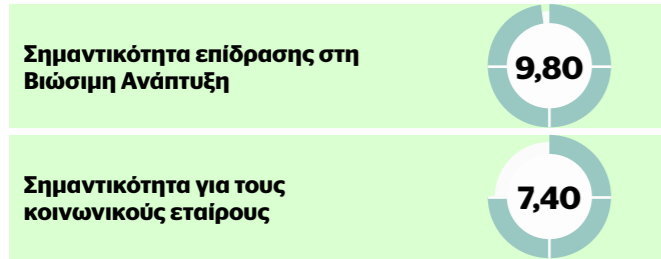 Σημαντικότητα επίδρασης στη
Βιώσιμη Ανάπτυξη
9,80
Σημαντικότητα για τους
κοινωνικούς εταίρους
7,40